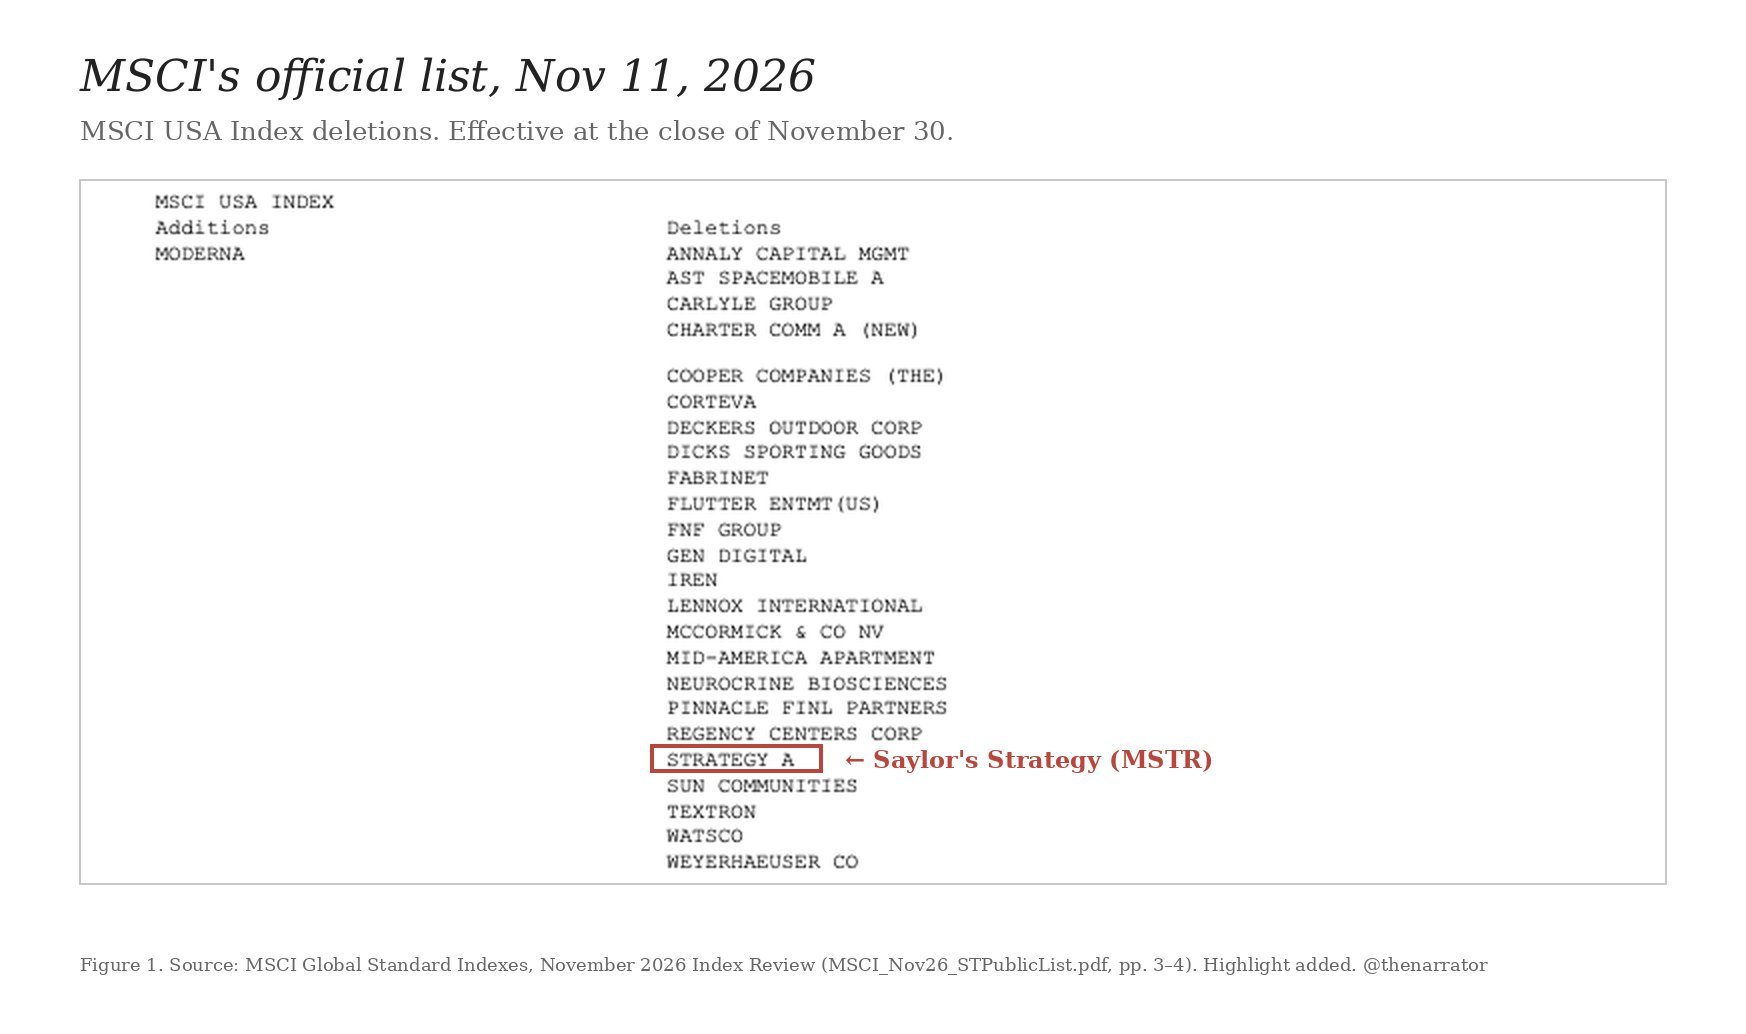 MSCI's official list, Nov 11, 2026
MSCI USA Index deletions. Effective at the close of November 30.
MSCI USA INDEX
Additions Deletions
MODERNA ANNALY CAPITAL MGMT
AST SPACEMOBILE A
CARLYLE GROUP
CHARTER COMM A (NEW)
COOPER COMPANIES (THE)
CORTEVA
DECKERS OUTDOOR CORP
DICKS SPORTING GOODS
FABRINET
FLUTTER ENTMT(US)
FNF GROUP
GEN DIGITAL
IREN
LENNOX INTERNATIONAL
MCCORMICK & CO NV
MID-AMERICA APARTMENT
NEUROCRINE BIOSCIENCES
PINNACLE FINL PARTNERS
REGENCY CENTERS CORP
STRATEGY A ← Saylor's Strategy (MSTR)
SUN COMMUNITIES
TEXTRON
WATSCO
WEYERHAEUSER CO
Figure 1. Source: MSCI Global Standard Indexes, November 2026 Index Review (MSCI_Nov26_STPublicList.pdf, pp. 3–4). Highlight added. @thenarrator